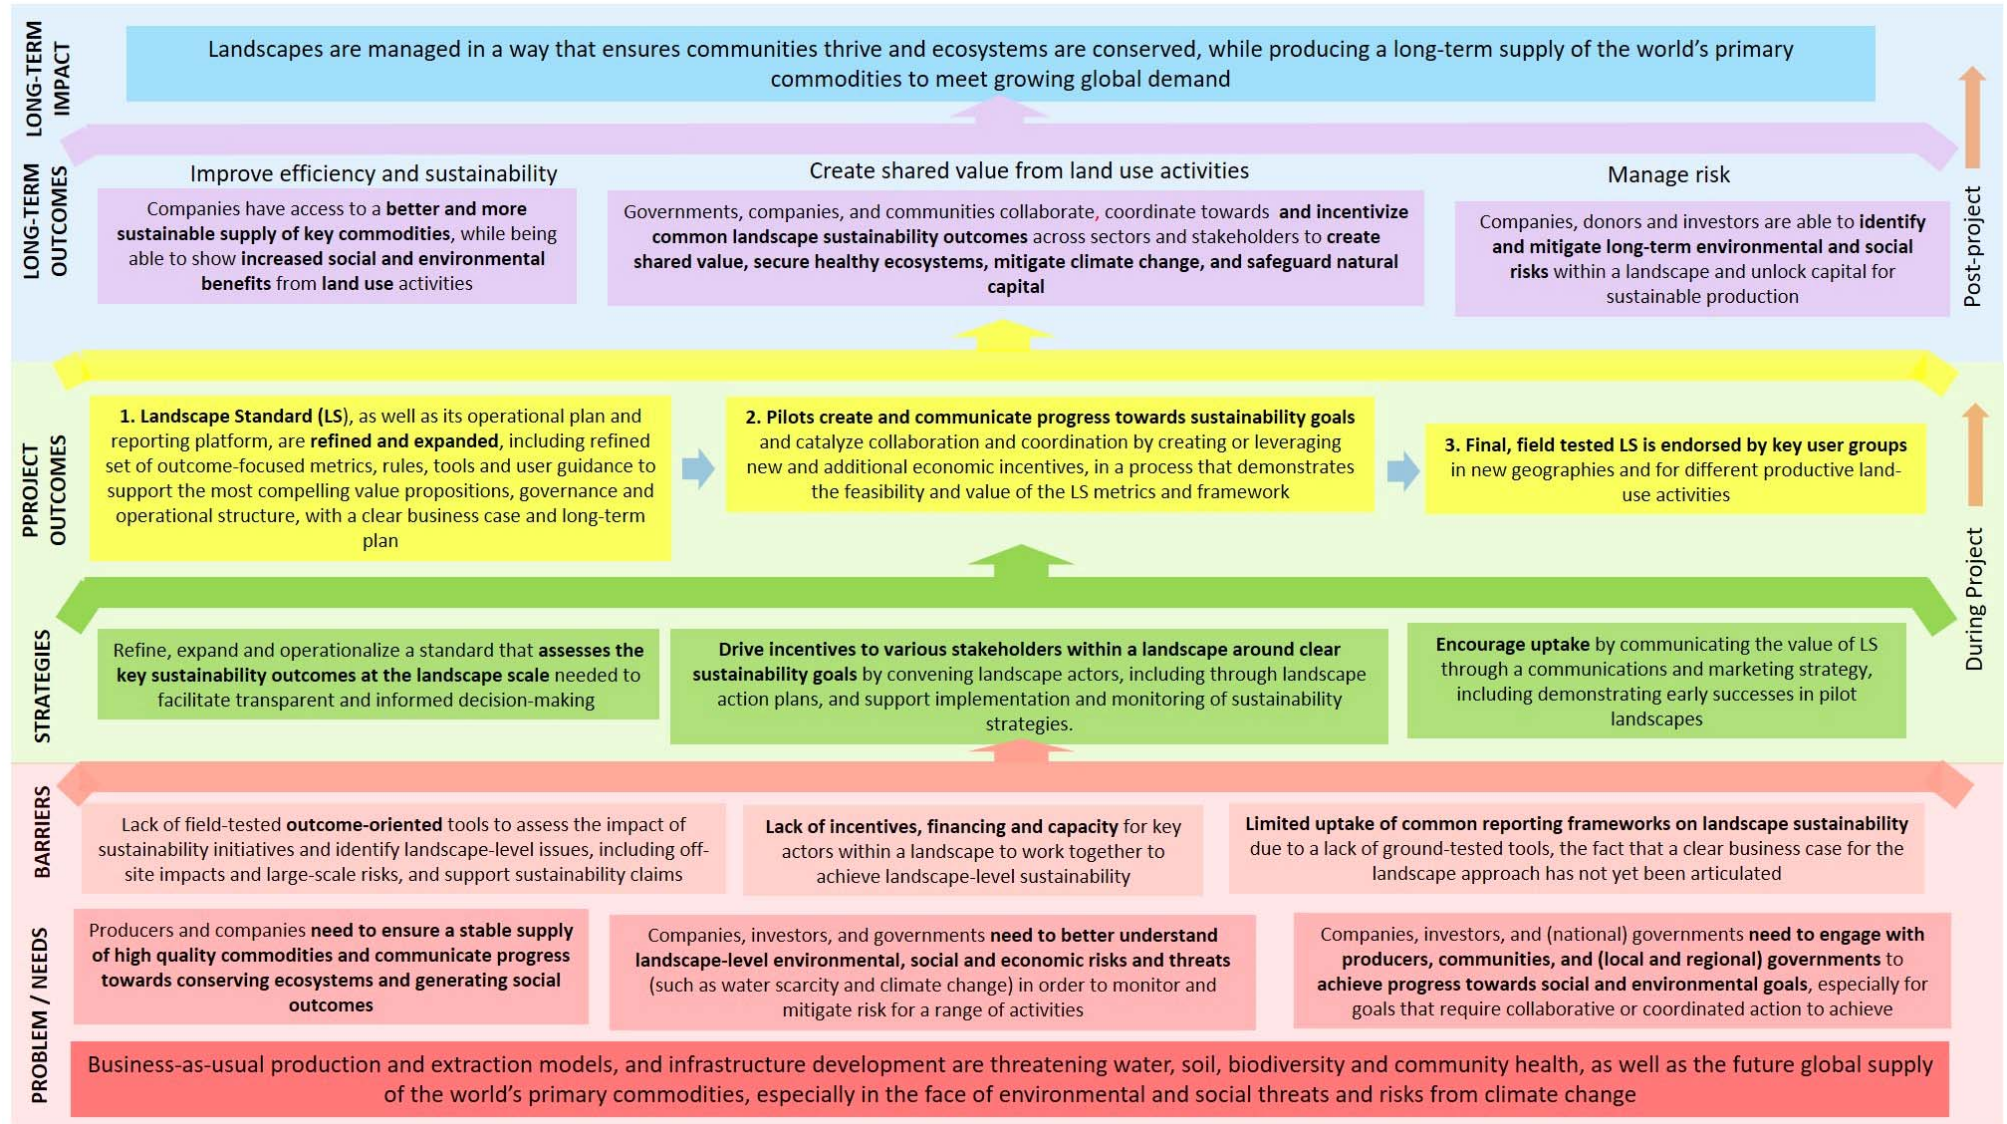 LONG-TERM
IMPACT
Landscapes are managed in a way that ensures communities thrive and ecosystems are conserved, while producing a long-term supply of the world’s primary
commodities to meet growing global demand
LONG-TERM
OUTCOMES
Improve efficiency and sustainability
Companies have access to a better and more
sustainable supply of key commodities, while being
able to show increased social and environmental
benefits from land use activities
Create shared value from land use activities
Governments, companies, and communities collaborate, coordinate towards and incentivize
common landscape sustainability outcomes across sectors and stakeholders to create
shared value, secure healthy ecosystems, mitigate climate change, and safeguard natural
capital
Manage risk
Companies, donors and investors are able to identify
and mitigate long-term environmental and social
risks within a landscape and unlock capital for
sustainable production
Post-project
PPROJECT
OUTCOMES
1. Landscape Standard (LS), as well as its operational plan and
reporting platform, are refined and expanded, including refined
set of outcome-focused metrics, rules, tools and user guidance to
support the most compelling value propositions, governance and
operational structure, with a clear business case and long-term
plan
2. Pilots create and communicate progress towards sustainability goals
and catalyze collaboration and coordination by creating or leveraging
new and additional economic incentives, in a process that demonstrates
the feasibility and value of the LS metrics and framework
3. Final, field tested LS is endorsed by key user groups
in new geographies and for different productive land-
use activities
During Project
STRATEGIES
Refine, expand and operationalize a standard that assesses the
key sustainability outcomes at the landscape scale needed to
facilitate transparent and informed decision-making
Drive incentives to various stakeholders within a landscape around clear
sustainability goals by convening landscape actors, including through landscape
action plans, and support implementation and monitoring of sustainability
strategies.
Encourage uptake by communicating the value of LS
through a communications and marketing strategy,
including demonstrating early successes in pilot
landscapes
BARRIERS
Lack of field-tested outcome-oriented tools to assess the impact of
sustainability initiatives and identify landscape-level issues, including off-
site impacts and large-scale risks, and support sustainability claims
Lack of incentives, financing and capacity for key
actors within a landscape to work together to
achieve landscape-level sustainability
Limited uptake of common reporting frameworks on landscape sustainability
due to a lack of ground-tested tools, the fact that a clear business case for the
landscape approach has not yet been articulated
PROBLEM / NEEDS
Producers and companies need to ensure a stable supply
of high quality commodities and communicate progress
towards conserving ecosystems and generating social
outcomes
Companies, investors, and governments need to better understand
landscape-level environmental, social and economic risks and threats
(such as water scarcity and climate change) in order to monitor and
mitigate risk for a range of activities
Companies, investors, and (national) governments need to engage with
producers, communities, and (local and regional) governments to
achieve progress towards social and environmental goals, especially for
goals that require collaborative or coordinated action to achieve
Business-as-usual production and extraction models, and infrastructure development are threatening water, soil, biodiversity and community health, as well as the future global supply
of the world’s primary commodities, especially in the face of environmental and social threats and risks from climate change